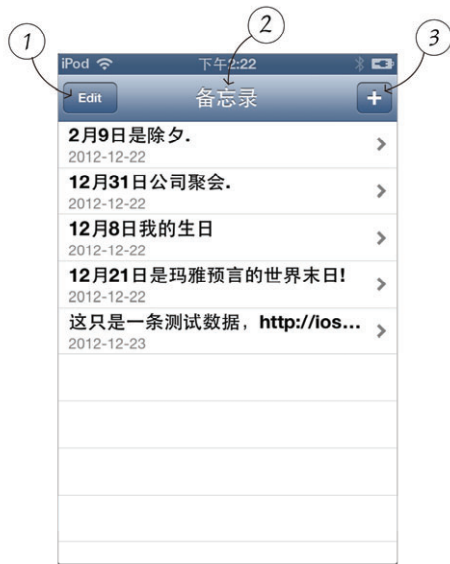 1 2 3
iPod 下午2:22
Edit 备忘录 +
2月9日是除夕.
2012-12-22
12月31日公司聚会.
2012-12-22
12月8日我的生日
2012-12-22
12月21日是玛雅预言的世界末日!
2012-12-22
这只是一条测试数据，http://ios...
2012-12-23